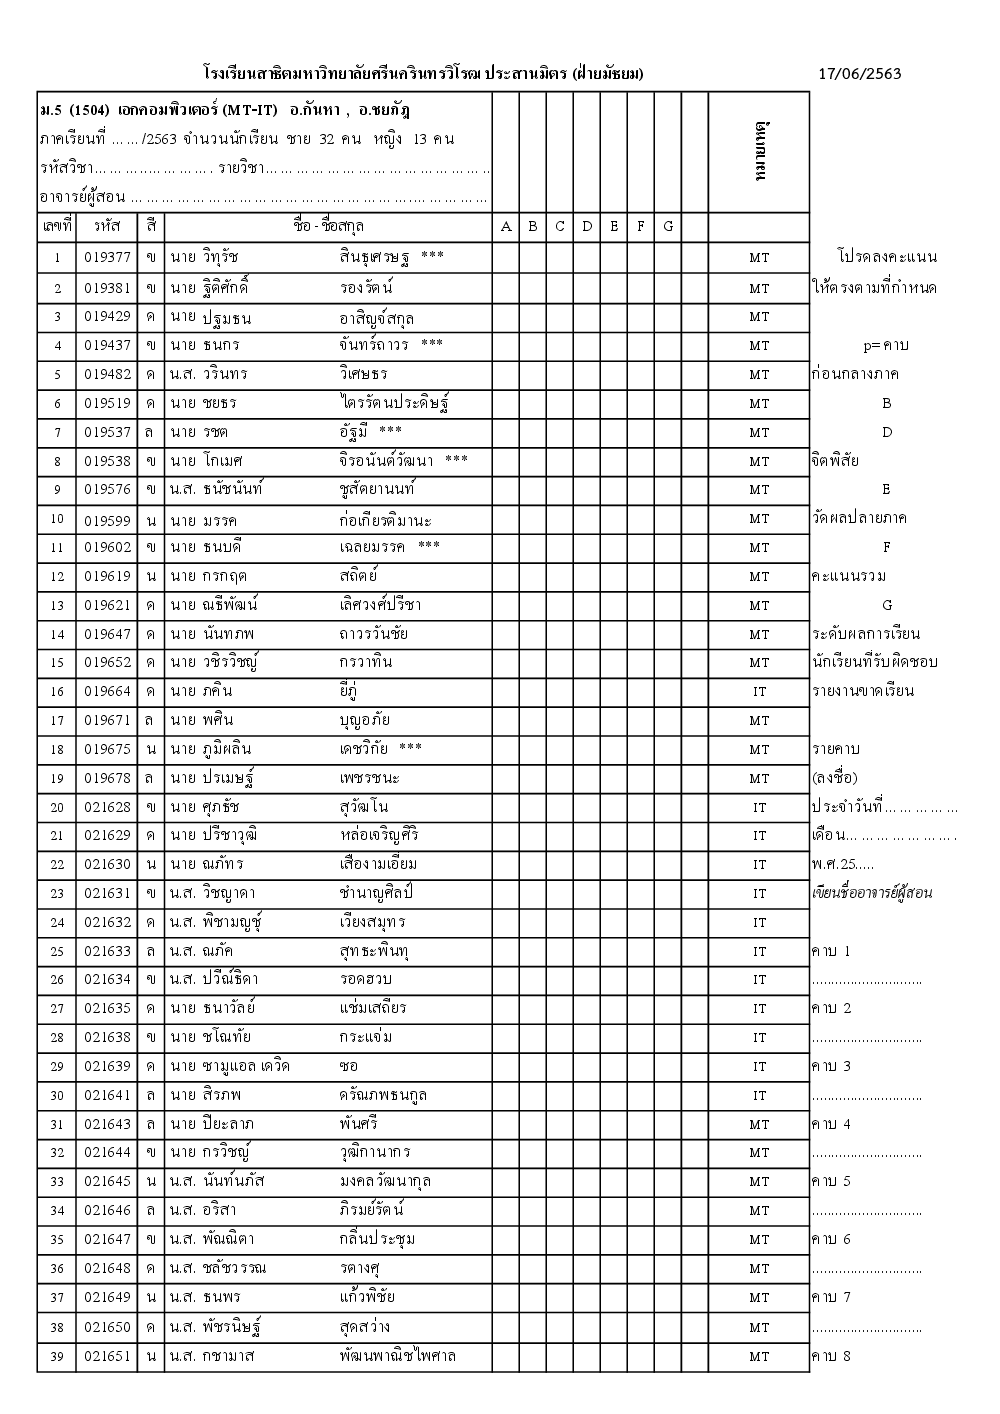 โรงเรียนสาธิตมหาวิทยาลัยศรีนครินทรวิโรฒ ประสานมิตร (ฝ่ายมัธยม) 17/06/2563
ม.5 (1504) เอกคอมพิวเตอร์ (MT-IT) อ.กันหา , อ.ชยภัฎ
ภาคเรียนที่ ....../2563 จำนวนนักเรียน ชาย 32 คน หญิง 13 คน
หมายเหตุ
รหัสวิชา........................ รายวิชา..............................................
อาจารย์ผู้สอน ........................................................................
เลขที่ รหัส สี ชื่อ - ชื่อสกุล A B C D E F G
1 019377 ข นาย วิทุรัช สินธุเศรษฐ *** MT โปรดลงคะแนน
2 019381 ข นาย ฐิติศักดิ์ รองรัตน์ MT ให้ตรงตามที่กำหนด
3 019429 ด นาย ปฐมธน อาสิญจ์สกุล MT
4 019437 ข นาย ธนกร จันทร์ถาวร *** MT p=คาบ
5 019482 ด น.ส. วรินทร วิเศษธร MT ก่อนกลางภาค
6 019519 ด นาย ชยธร ไตรรัตนประดิษฐ์ MT B
7 019537 ล นาย รชต อัฐมี *** MT D
8 019538 ข นาย โกเมศ จิรอนันต์วัฒนา *** MT จิตพิสัย
9 019576 ข น.ส. ธนัชนันท์ ชูสัตยานนท์ MT E
10 019599 น นาย มรรค ก่อเกียรติมานะ MT วัดผลปลายภาค
11 019602 ข นาย ธนบดี เฉลยมรรค *** MT F
12 019619 น นาย กรกฤต สถิตย์ MT คะแนนรวม
13 019621 ด นาย ณธีพัฒน์ เลิศวงศ์ปรีชา MT G
14 019647 ด นาย นันทภพ ถาวรวันชัย MT ระดับผลการเรียน
15 019652 ด นาย วชิรวิชญ์ กรวาทิน MT นักเรียนที่รับผิดชอบ
16 019664 ด นาย ภคิน ยีภู่ IT รายงานขาดเรียน
17 019671 ล นาย พศิน บุญอภัย MT
18 019675 น นาย ภูมิผลิน เดชวิกัย *** MT รายคาบ
19 019678 ล นาย ปรเมษฐ์ เพชรชนะ MT (ลงชื่อ)
20 021628 ข นาย ศุภธัช สุวัฒโน IT ประจำวันที่...............
21 021629 ด นาย ปรีชาวุฒิ หล่อเจริญศิริ IT เดือน......................
22 021630 น นาย ณภัทร เสืองามเอี่ยม IT พ.ศ.25.....
23 021631 ข น.ส. วิชญาดา ชำนาญศิลป์ IT เขียนชื่ออาจารย์ผู้สอน
24 021632 ด น.ส. พิชามญชุ์ เวียงสมุทร IT
25 021633 ล น.ส. ณภัค สุทธะพินทุ IT คาบ 1
26 021634 ข น.ส. ปวีณ์ธิดา รอดฮวบ IT ............................
27 021635 ด นาย ธนาวัลย์ แช่มเสถียร IT คาบ 2
28 021638 ข นาย ชโณทัย กระแจ่ม IT ............................
29 021639 ด นาย ซามูแอล เดวิด ซอ IT คาบ 3
30 021641 ล นาย สิรภพ ดรัณภพธนกูล IT ............................
31 021643 ล นาย ปิยะลาภ พันศรี MT คาบ 4
32 021644 ข นาย กรวิชญ์ วุฒิกานากร MT ............................
33 021645 น น.ส. นันท์นภัส มงคลวัฒนากุล MT คาบ 5
34 021646 ล น.ส. อริสา ภิรมย์รัตน์ MT ............................
35 021647 ข น.ส. พัณณิตา กลิ่นประชุม MT คาบ 6
36 021648 ด น.ส. ชลัชวรรณ รตางศุ MT ............................
37 021649 น น.ส. ธนพร แก้วพิชัย MT คาบ 7
38 021650 ด น.ส. พัชรนิษฐ์ สุดสว่าง MT ............................
39 021651 น น.ส. กชามาส พัฒนพาณิชไพศาล MT คาบ 8